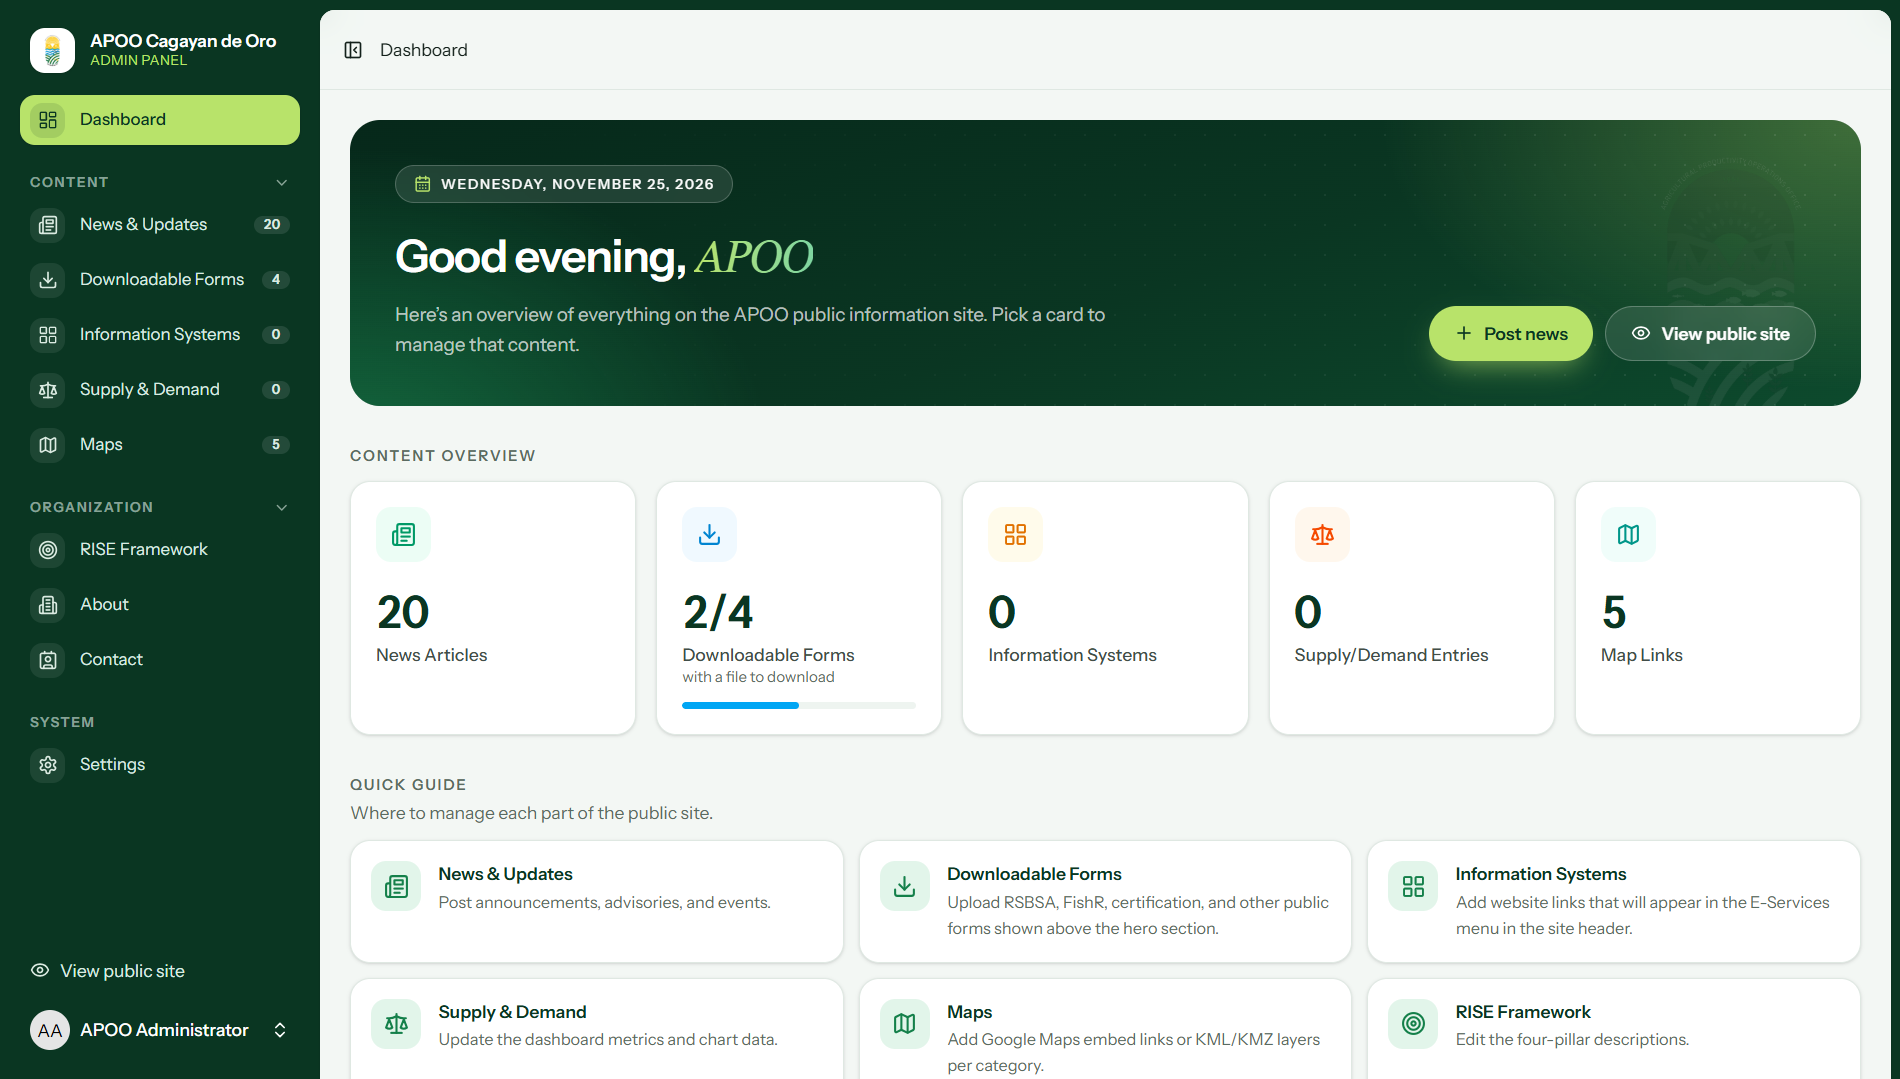 APOO Cagayan de Oro
ADMIN PANEL
Dashboard
CONTENT
News & Updates 20
Downloadable Forms 4
Information Systems 0
Supply & Demand 0
Maps 5
ORGANIZATION
RISE Framework
About
Contact
SYSTEM
Settings
View public site
AA APOO Administrator
Dashboard
WEDNESDAY, NOVEMBER 25, 2026
Good evening, APOO
Here's an overview of everything on the APOO public information site. Pick a card to
manage that content.
Post news
View public site
CONTENT OVERVIEW
20
News Articles
2/4
Downloadable Forms
with a file to download
0
Information Systems
0
Supply/Demand Entries
5
Map Links
QUICK GUIDE
Where to manage each part of the public site.
News & Updates
Post announcements, advisories, and events.
Downloadable Forms
Upload RSBSA, FishR, certification, and other public
forms shown above the hero section.
Information Systems
Add website links that will appear in the E-Services
menu in the site header.
Supply & Demand
Update the dashboard metrics and chart data.
Maps
Add Google Maps embed links or KML/KMZ layers
per category.
RISE Framework
Edit the four-pillar descriptions.